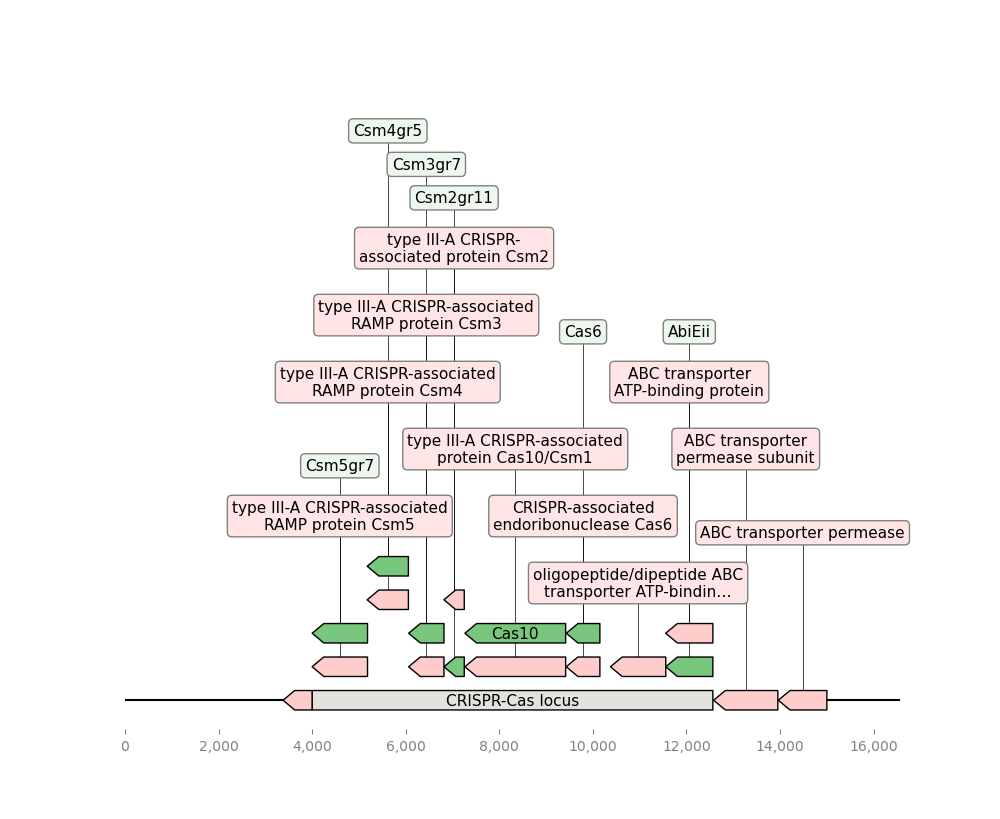 Csm4gr5
Csm3gr7
Csm2gr11
type III-A CRISPR-
associated protein Csm2
type III-A CRISPR-associated
RAMP protein Csm3
Cas6
AbiEii
type III-A CRISPR-associated
RAMP protein Csm4
ABC transporter
ATP-binding protein
type III-A CRISPR-associated
protein Cas10/Csm1
ABC transporter
permease subunit
Csm5gr7
type III-A CRISPR-associated
RAMP protein Csm5
CRISPR-associated
endoribonuclease Cas6
ABC transporter permease
oligopeptide/dipeptide ABC
transporter ATP-bindin…
Cas10
CRISPR-Cas locus
0 2,000 4,000 6,000 8,000 10,000 12,000 14,000 16,000